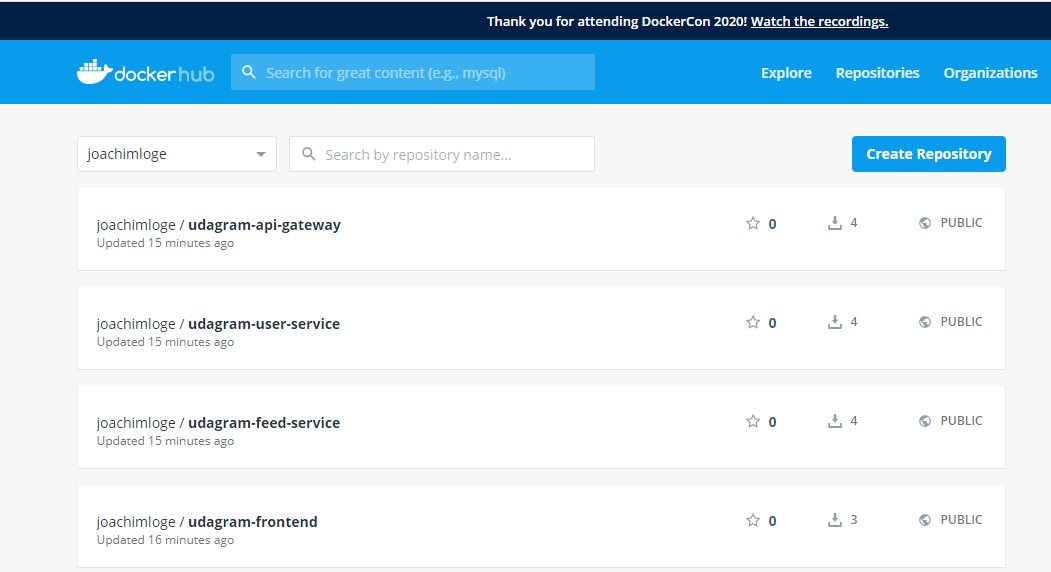 Thank you for attending DockerCon 2020! Watch the recordings.
docker hub
Search for great content (e.g., mysql)
Explore Repositories Organizations
joachimloge
Search by repository name...
Create Repository
joachimloge / udagram-api-gateway 0 4 PUBLIC
Updated 15 minutes ago
joachimloge / udagram-user-service 0 4 PUBLIC
Updated 15 minutes ago
joachimloge / udagram-feed-service 0 4 PUBLIC
Updated 15 minutes ago
joachimloge / udagram-frontend 0 3 PUBLIC
Updated 16 minutes ago